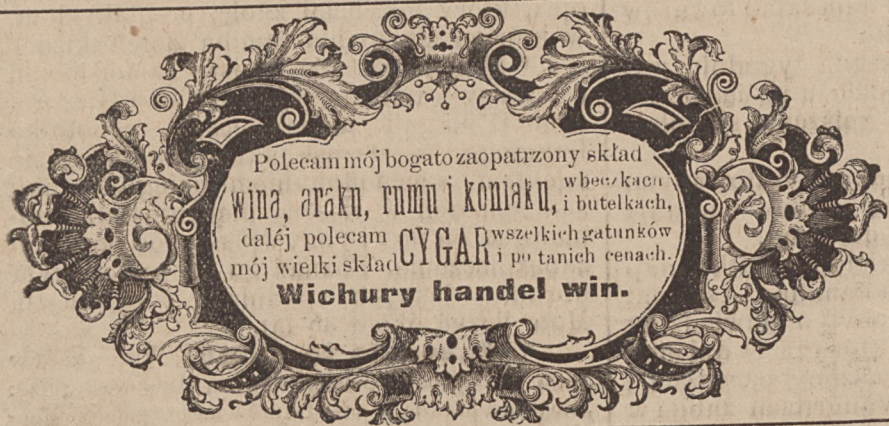 Polecam mój bogato zaopatrzony skład
wina, araku, rumu i koniaku, w beczkach i butelkach,
daléj polecam mój wielki skład CYGAR wszelkich gatunków i po tanich cenach.
Wichury handel win.